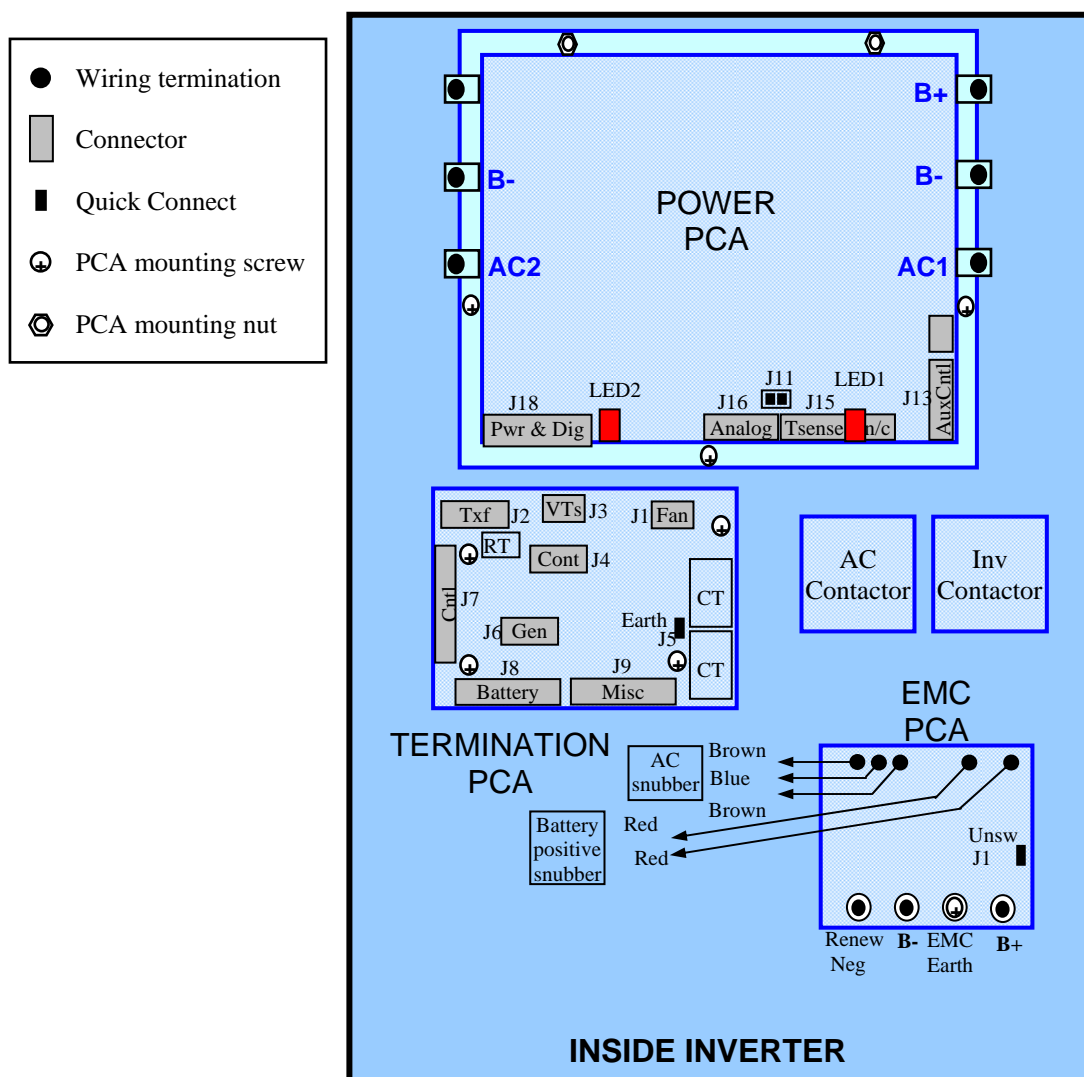 Wiring termination
Connector
Quick Connect
PCA mounting screw
PCA mounting nut
B+
B-
B-
POWER
PCA
AC2
AC1
LED2
J11
LED1
J18
J16
J15
J13
AuxCntl
Pwr & Dig
Analog
Tsense
n/c
Txf
J2
VTs
J3
J1
Fan
RT
Cont
J4
Cntl
J7
CT
Earth
J5
J6
Gen
CT
J8
J9
Battery
Misc
AC
Contactor
Inv
Contactor
TERMINATION
PCA
EMC
PCA
AC
snubber
Brown
Blue
Brown
Battery
positive
snubber
Red
Red
Unsw
J1
Renew
Neg
B-
EMC
Earth
B+
INSIDE INVERTER